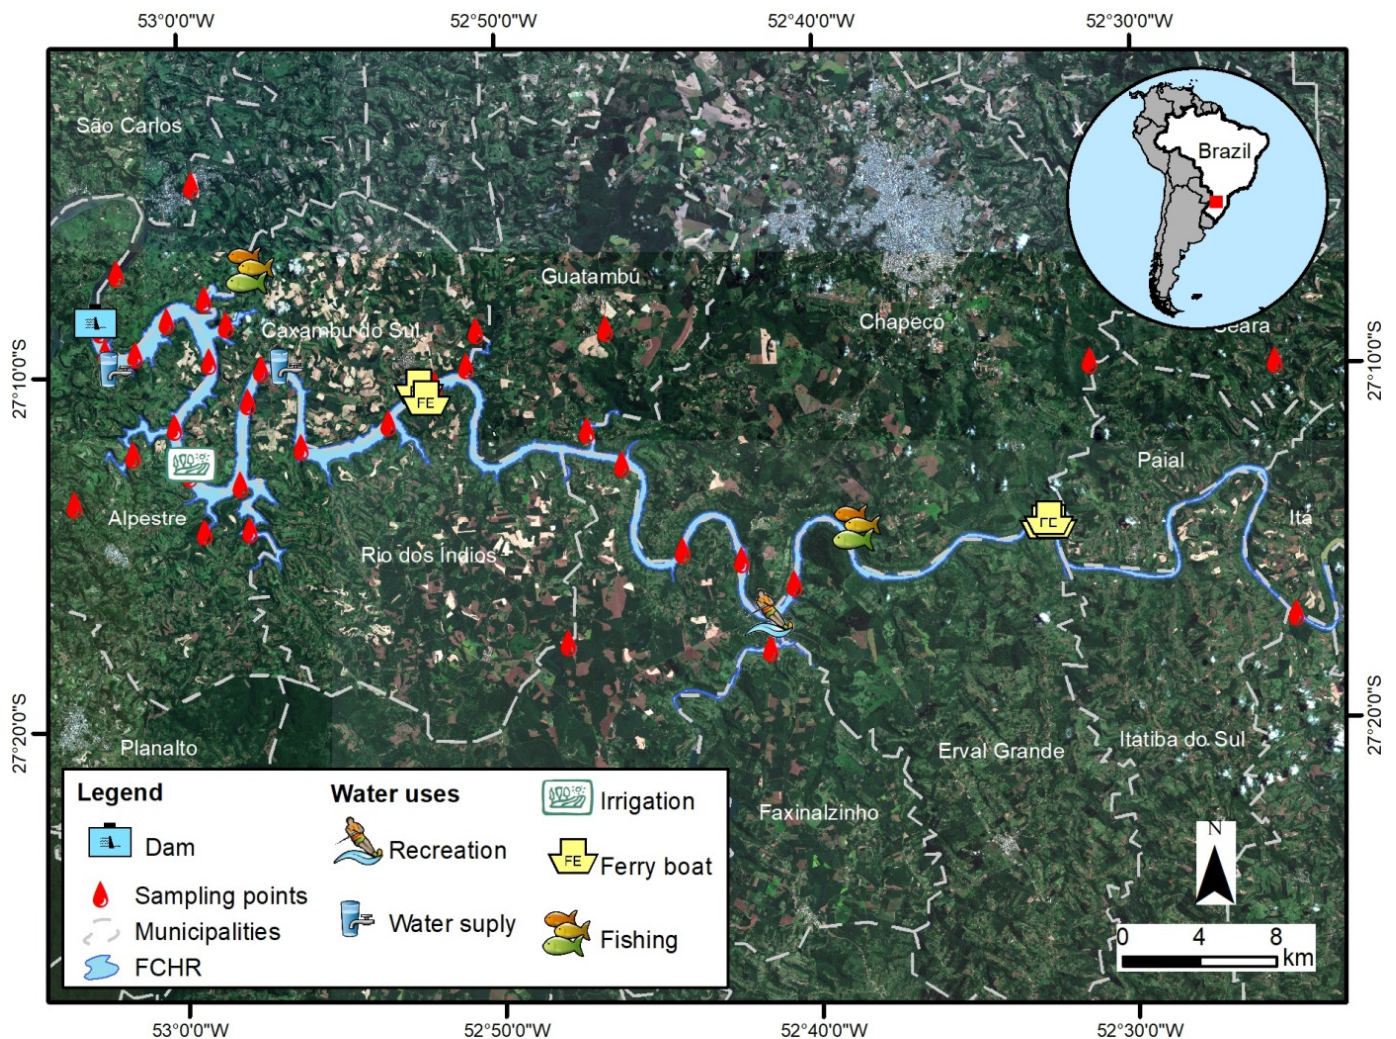 53°0'0"W 52°50'0"W 52°40'0"W 52°30'0"W
São Carlos
Brazil
Guatambú
Chapecó
Ceara
Caxambu do Sul
27°10'0"S
27°10'0"S
FE
Paial
Alpestre
FE
Itá
Rio dos Índios
27°20'0"S
27°20'0"S
Planalto
Erval Grande
Itatiba do Sul
Faxinalzinho
Legend
Dam
Sampling points
Municipalities
FCHR
Water uses
Recreation
Water suply
Irrigation
FE
Ferry boat
Fishing
N
0 4 8
km
53°0'0"W 52°50'0"W 52°40'0"W 52°30'0"W